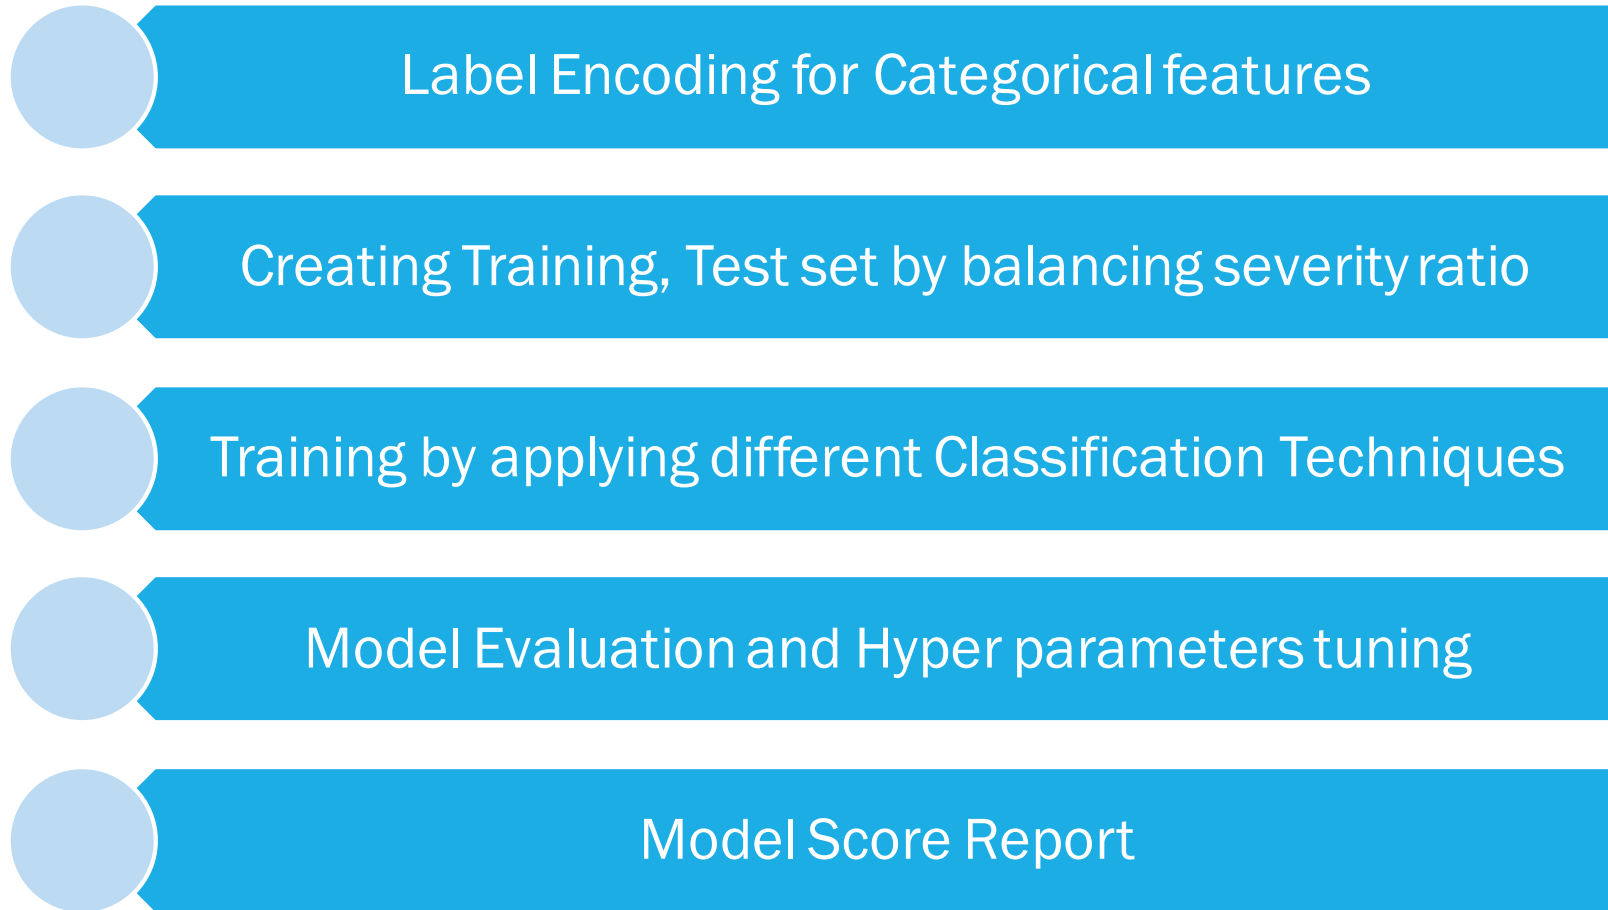 Label Encoding for Categorical features
Creating Training, Test set by balancing severity ratio
Training by applying different Classification Techniques
Model Evaluation and Hyper parameters tuning
Model Score Report